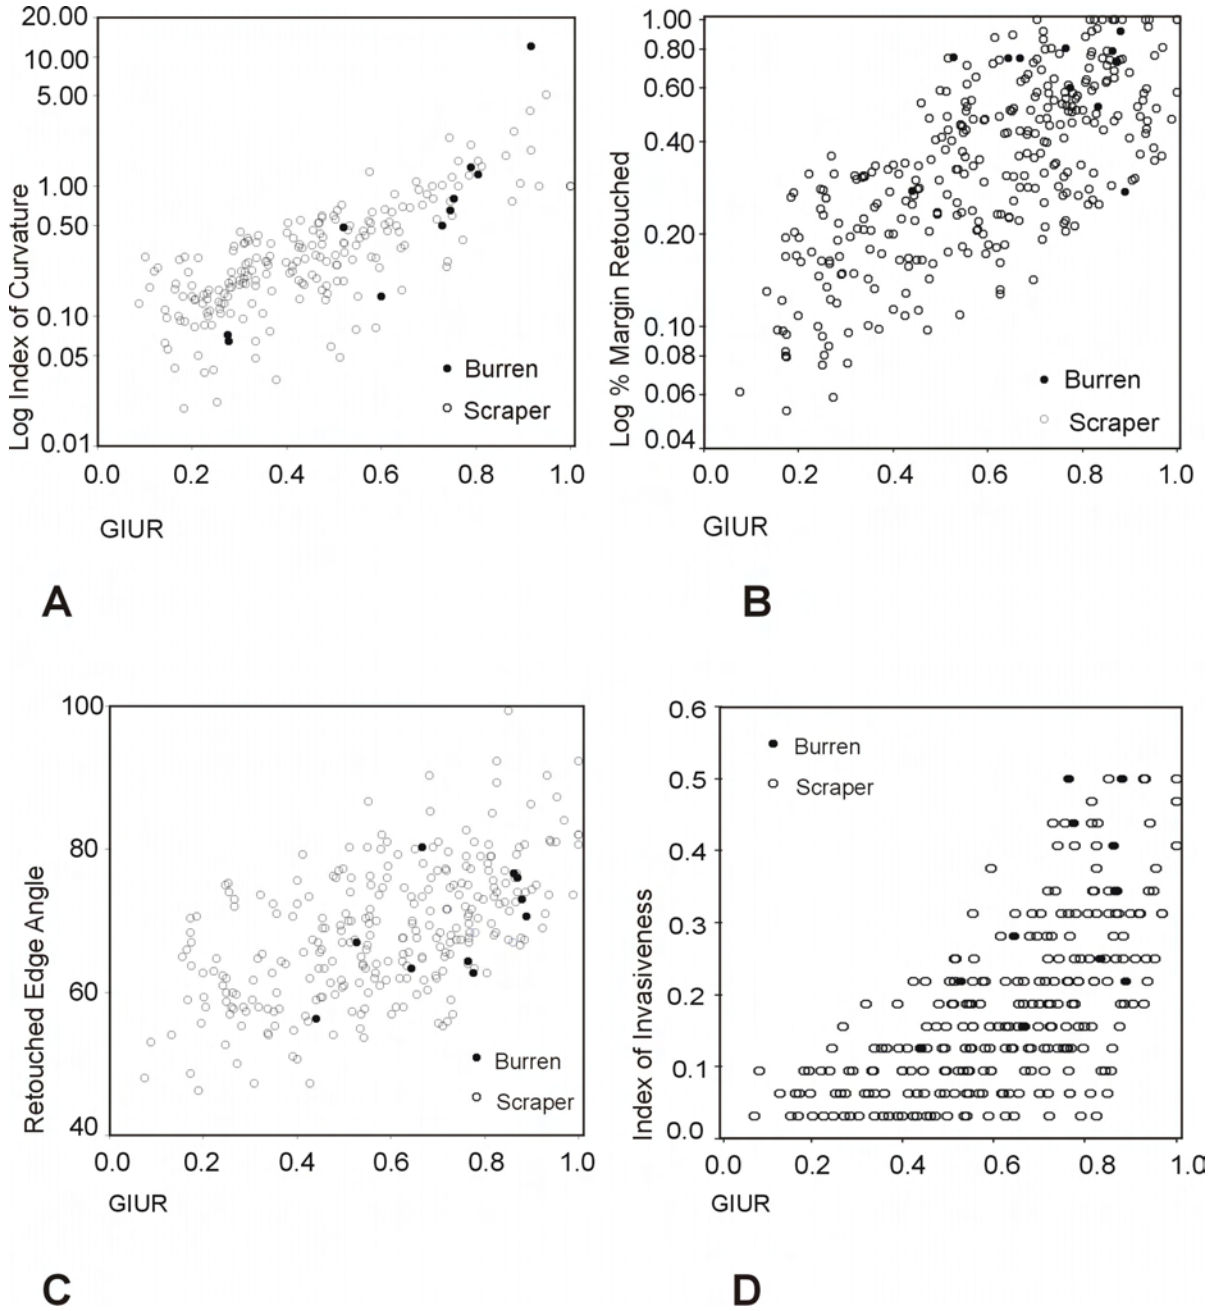 20.00
10.00
5.00
1.00
0.50
0.10
0.05
0.01
Log Index of Curvature
Burren
Scraper
0.0 0.2 0.4 0.6 0.8 1.0
GIUR
A
1.00
0.80
0.60
0.40
0.20
0.10
0.08
0.06
0.04
Log % Margin Retouched
Burren
Scraper
0.0 0.2 0.4 0.6 0.8 1.0
GIUR
B
100
80
60
40
Retouched Edge Angle
Burren
Scraper
0.0 0.2 0.4 0.6 0.8 1.0
GIUR
C
0.6
0.5
0.4
0.3
0.2
0.1
0.0
Index of Invasiveness
Burren
Scraper
0.0 0.2 0.4 0.6 0.8 1.0
GIUR
D